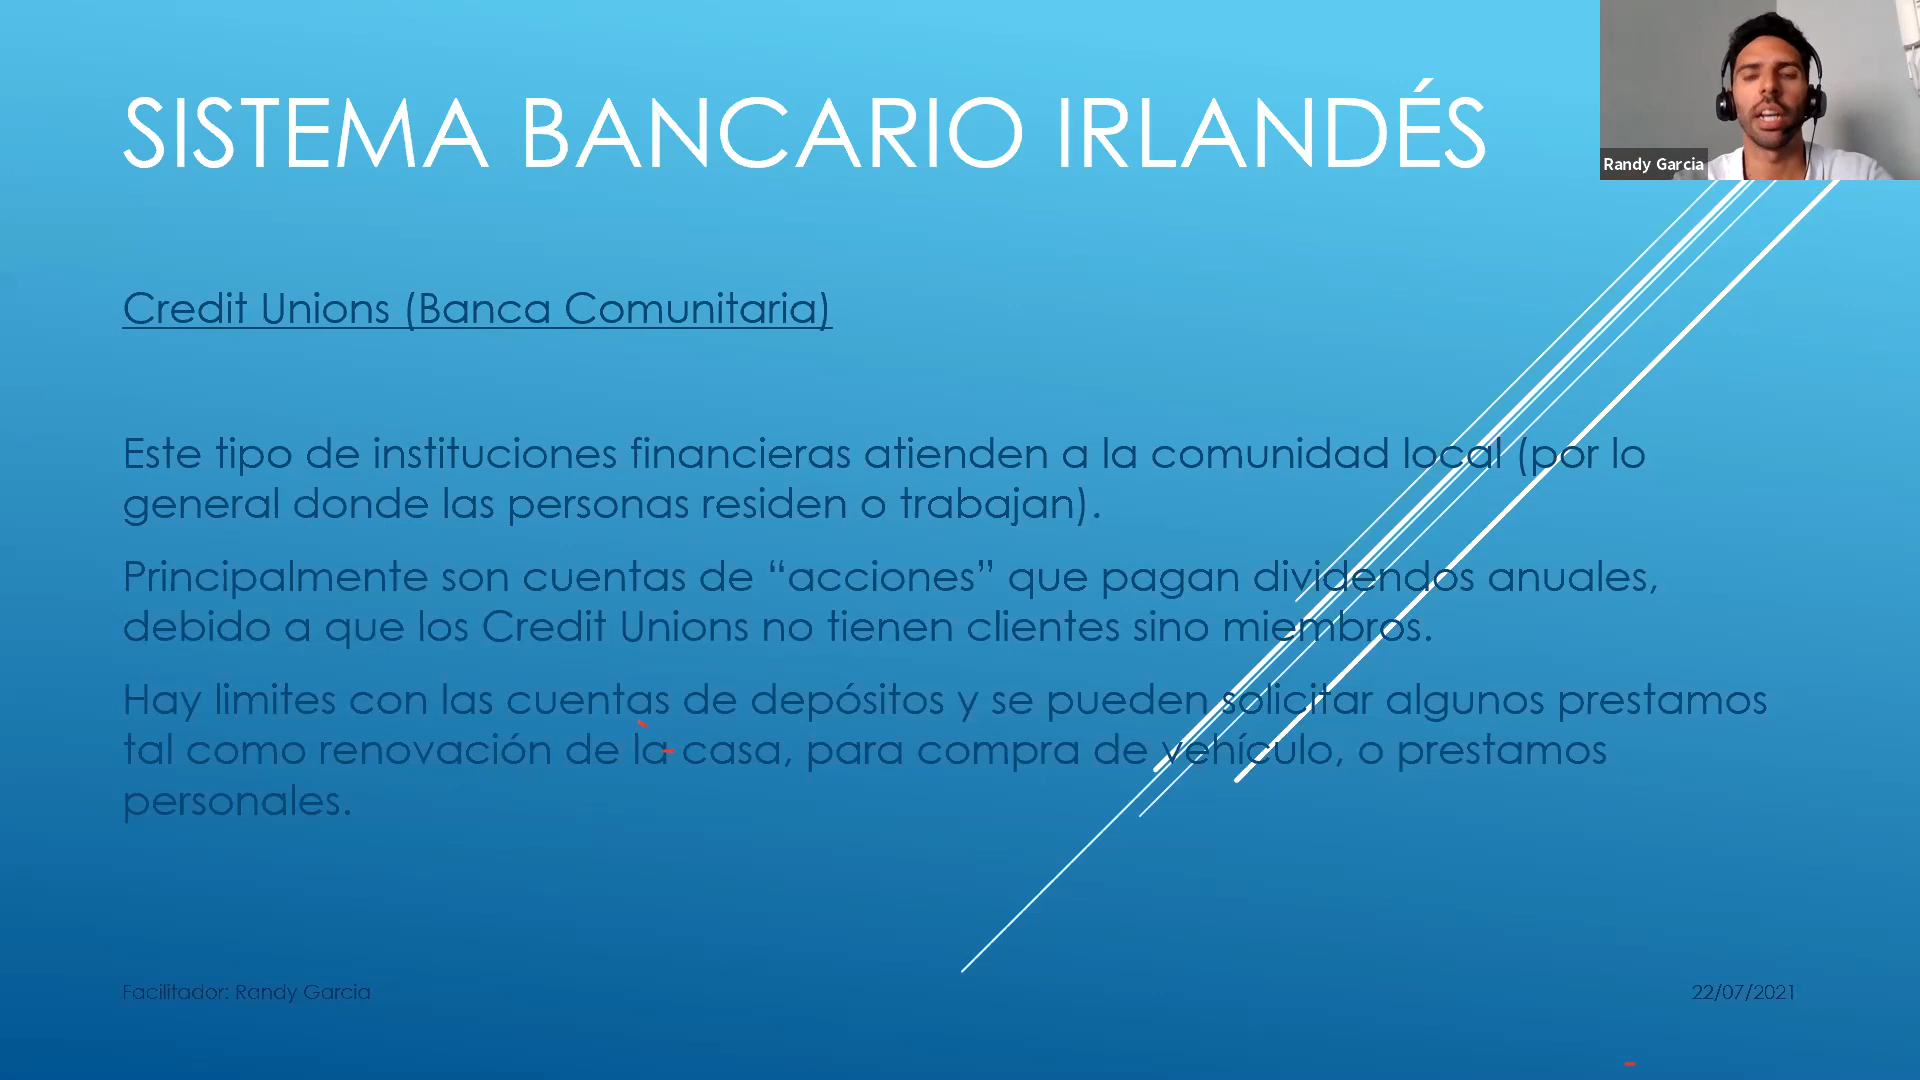 SISTEMA BANCARIO IRLANDÉS
Randy Garcia
Credit Unions (Banca Comunitaria)
Este tipo de instituciones financieras atienden a la comunidad local (por lo
general donde las personas residen o trabajan).
Principalmente son cuentas de “acciones” que pagan dividendos anuales,
debido a que los Credit Unions no tienen clientes sino miembros.
Hay limites con las cuentas de depósitos y se pueden solicitar algunos prestamos
tal como renovación de la casa, para compra de vehículo, o prestamos
personales.
Facilitador: Randy Garcia
22/07/2021